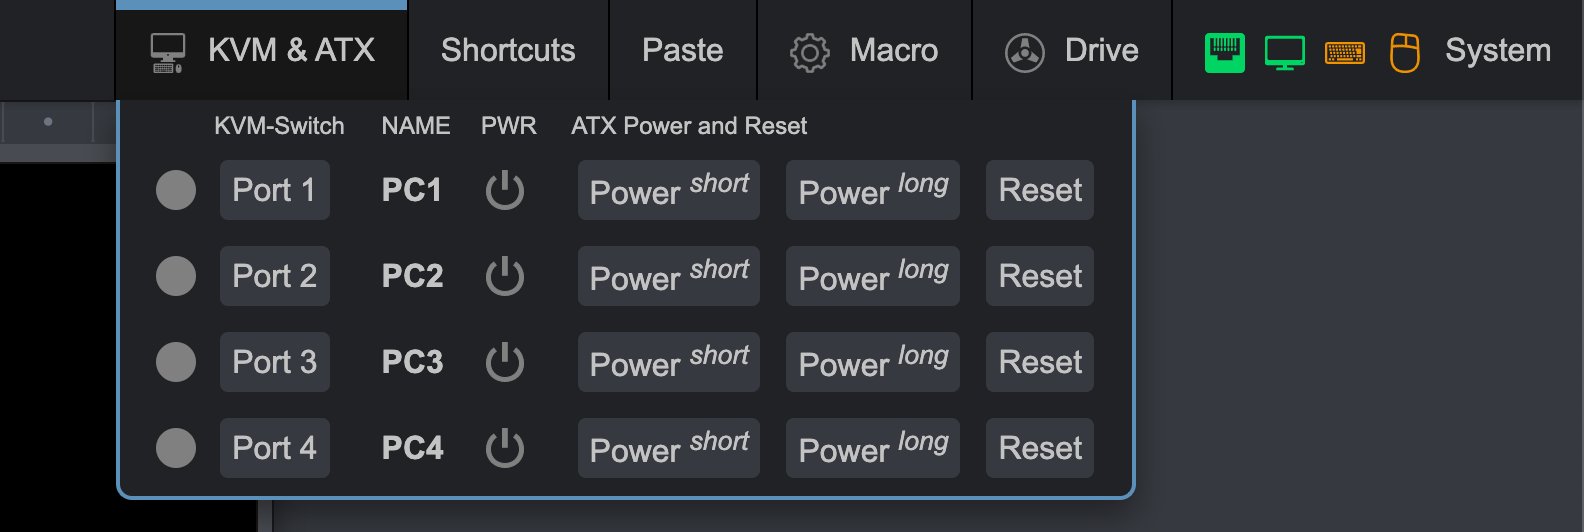 KVM & ATX Shortcuts Paste Macro Drive System
KVM-Switch NAME PWR ATX Power and Reset
Port 1 PC1 Power short Power long Reset
Port 2 PC2 Power short Power long Reset
Port 3 PC3 Power short Power long Reset
Port 4 PC4 Power short Power long Reset